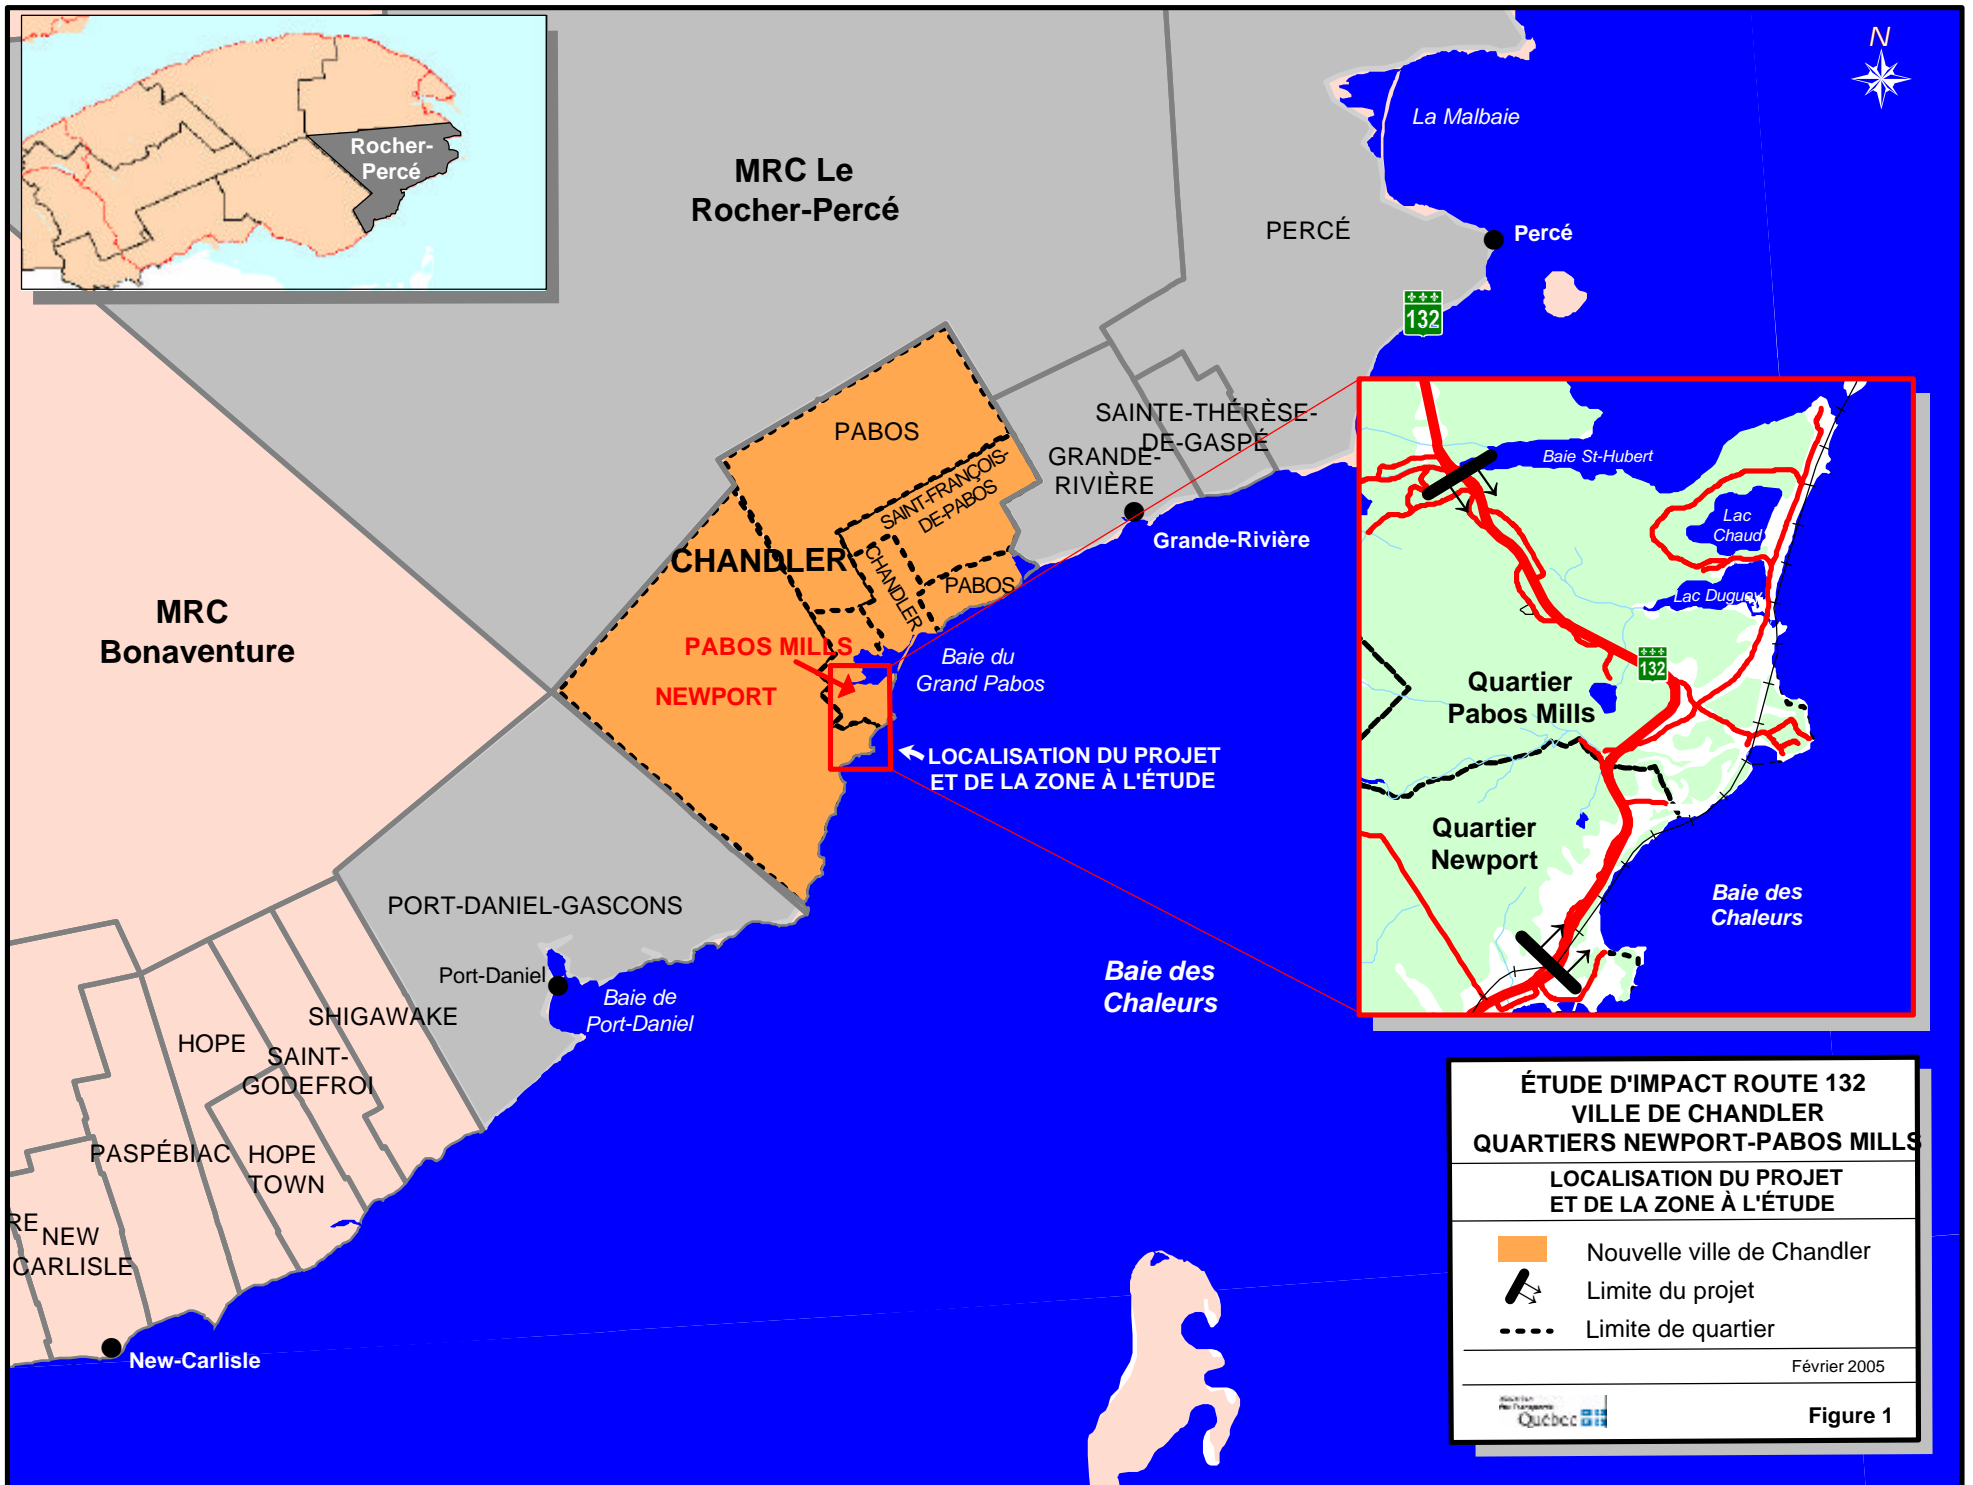 Rocher-
Percé
MRC Le
Rocher-Percé
N
La Malbaie
PERCÉ
Percé
132
PABOS
SAINTE-THÉRÈSE-
DE-GASPÉ
GRANDE-
RIVIÈRE
SAINT-FRANÇOIS-
DE-PABOS
Grande-Rivière
CHANDLER
CHANDLER
PABOS
MRC
Bonaventure
PABOS MILLS
NEWPORT
Baie du
Grand Pabos
LOCALISATION DU PROJET
ET DE LA ZONE À L'ÉTUDE
Baie St-Hubert
Lac
Chaud
Lac Duguay
132
Quartier
Pabos Mills
Quartier
Newport
Baie des
Chaleurs
PORT-DANIEL-GASCONS
Port-Daniel
Baie de
Port-Daniel
Baie des
Chaleurs
SHIGAWAKE
HOPE
SAINT-
GODEFROI
PASPÉBIAC
HOPE
TOWN
RE
NEW
CARLISLE
New-Carlisle
ÉTUDE D'IMPACT ROUTE 132
VILLE DE CHANDLER
QUARTIERS NEWPORT-PABOS MILLS
LOCALISATION DU PROJET
ET DE LA ZONE À L'ÉTUDE
Nouvelle ville de Chandler
Limite du projet
Limite de quartier
Février 2005
des Transports
Québec
Figure 1